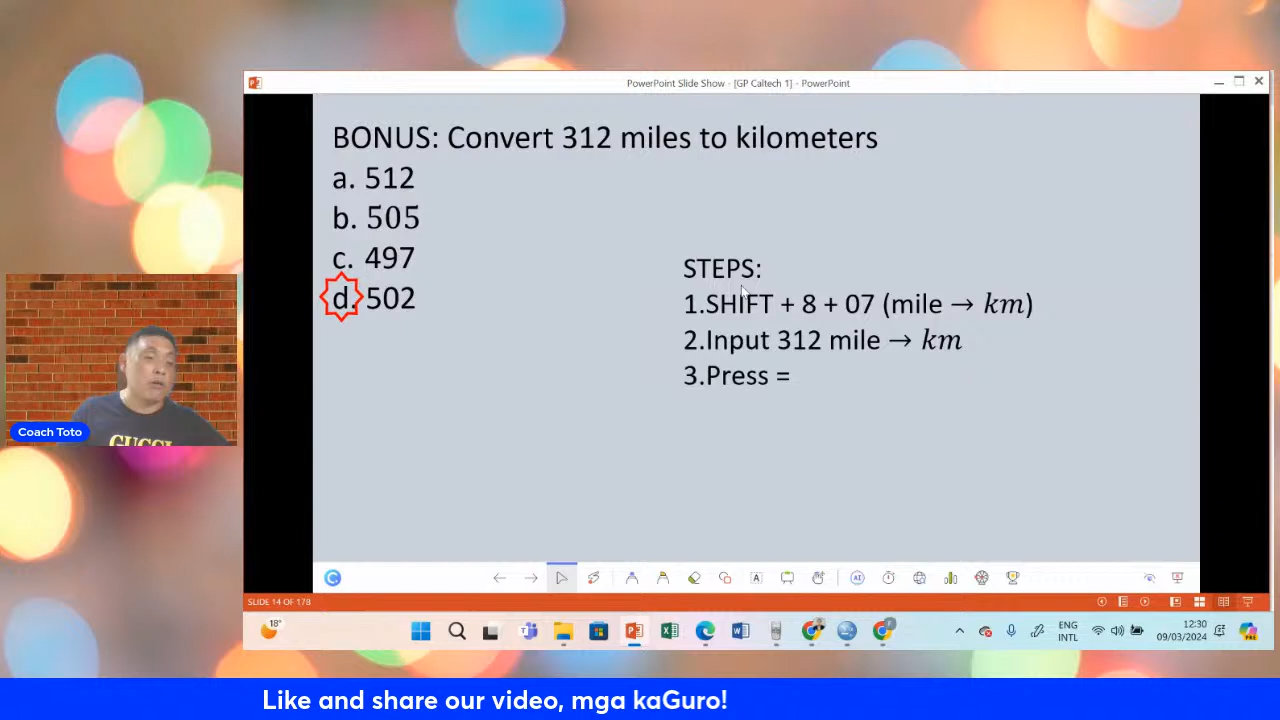 PowerPoint Slide Show - [GP Caltech 1] - PowerPoint
BONUS: Convert 312 miles to kilometers
a. 512
b. 505
c. 497
d. 502
STEPS:
1.SHIFT + 8 + 07 (mile → km)
2.Input 312 mile → km
3.Press =
GUCCI
Coach Toto
AI
SLIDE 14 OF 178
18°
ENG
INTL
12:30
09/03/2024
Like and share our video, mga kaGuro!